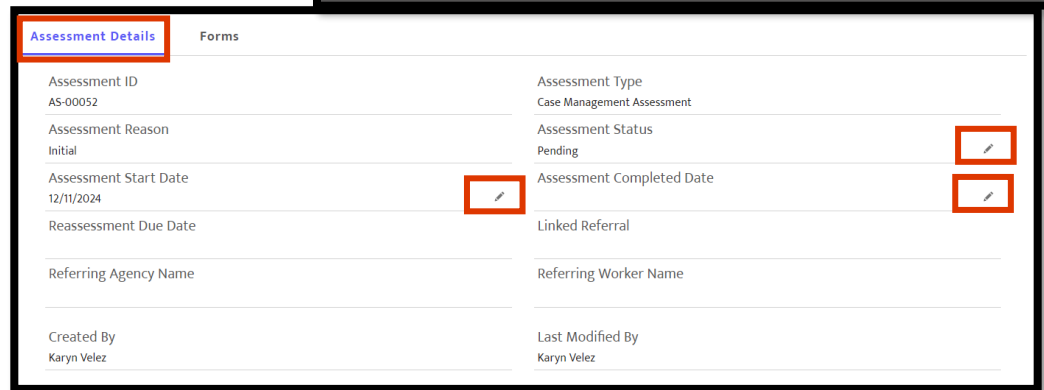 Assessment Details Forms
Assessment ID Assessment Type
AS-00052 Case Management Assessment
Assessment Reason Assessment Status
Initial Pending
Assessment Start Date Assessment Completed Date
12/11/2024
Reassessment Due Date Linked Referral
Referring Agency Name Referring Worker Name
Created By Last Modified By
Karyn Velez Karyn Velez